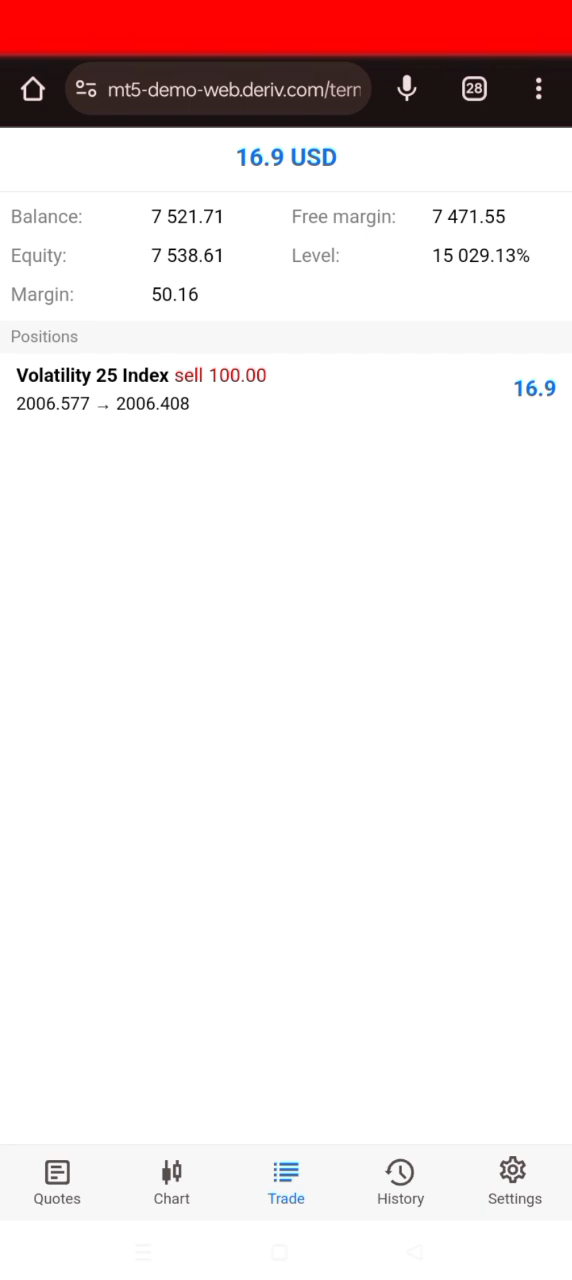 mt5-demo-web.deriv.com/tern
28
16.9 USD
Balance: 7 521.71 Free margin: 7 471.55
Equity: 7 538.61 Level: 15 029.13%
Margin: 50.16
Positions
Volatility 25 Index sell 100.00
2006.577 → 2006.408
16.9
Quotes Chart Trade History Settings